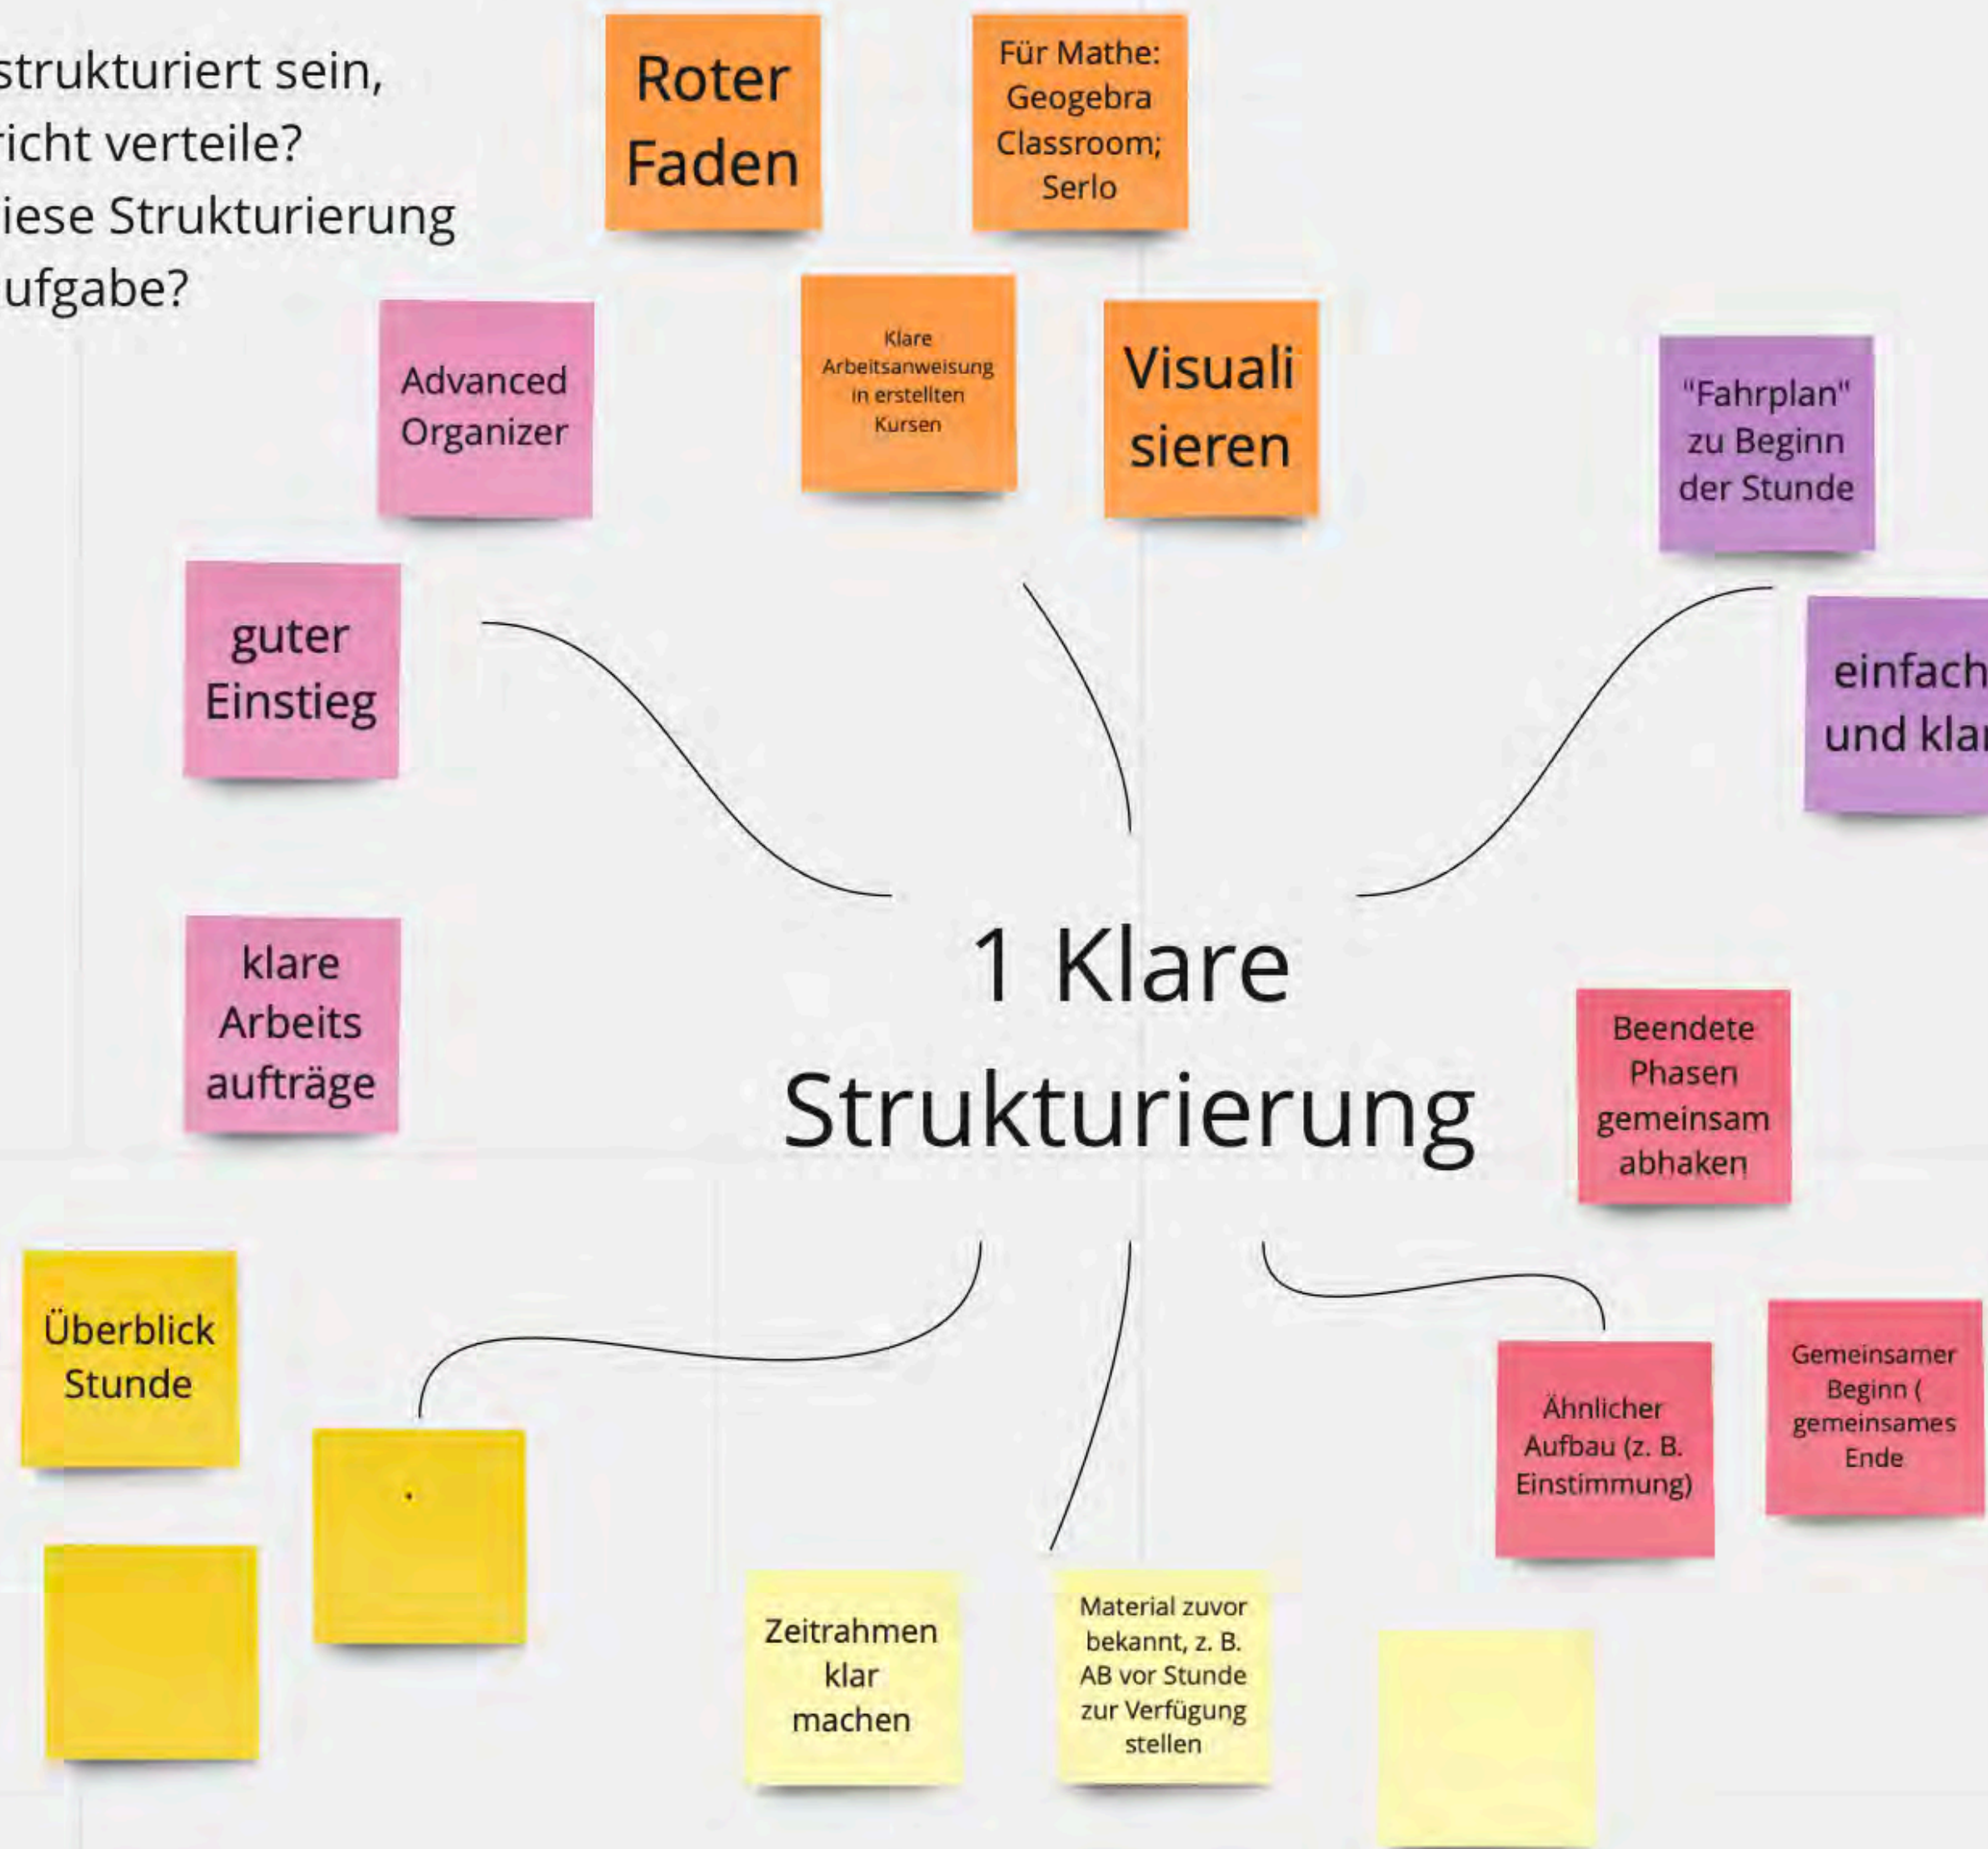 strukturiert sein,
richt verteile?
diese Strukturierung
ufgabe?
Roter
Faden
Für Mathe:
Geogebra
Classroom;
Serlo
Klare
Arbeitsanweisung
in erstellten
Kursen
Visuali
sieren
Advanced
Organizer
guter
Einstieg
klare
Arbeits
aufträge
"Fahrplan"
zu Beginn
der Stunde
einfach
und klar
1 Klare
Strukturierung
Beendete
Phasen
gemeinsam
abhaken
Ähnlicher
Aufbau (z. B.
Einstimmung)
Gemeinsamer
Beginn (
gemeinsames
Ende
Überblick
Stunde
.
Zeitrahmen
klar
machen
Material zuvor
bekannt, z. B.
AB vor Stunde
zur Verfügung
stellen